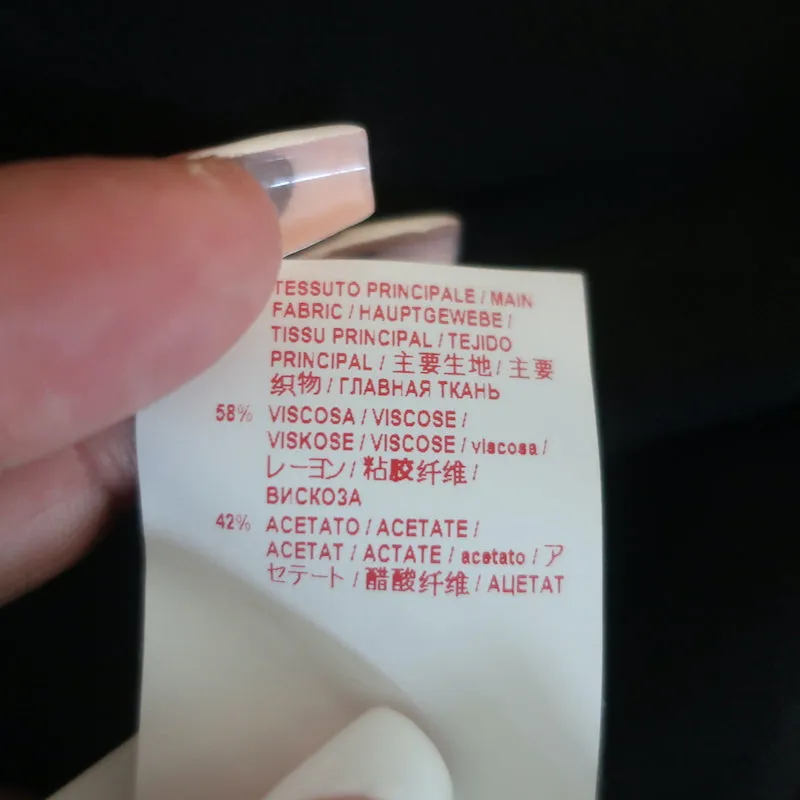 TESSUTO PRINCIPALE / MAIN
FABRIC / HAUPTGEWEBE /
TISSU PRINCIPAL / TEJIDO
PRINCIPAL / 主要生地 / 主要
织物 / ГЛАВНАЯ ТКАНЬ
58% VISCOSA / VISCOSE /
VISKOSE / VISCOSE / viscosa /
レーヨン / 粘胶纤维 /
ВИСКОЗА
42% ACETATO / ACETATE /
ACETAT / ACTATE / acetato / ア
セテート / 醋酸纤维 / АЦЕТАТ